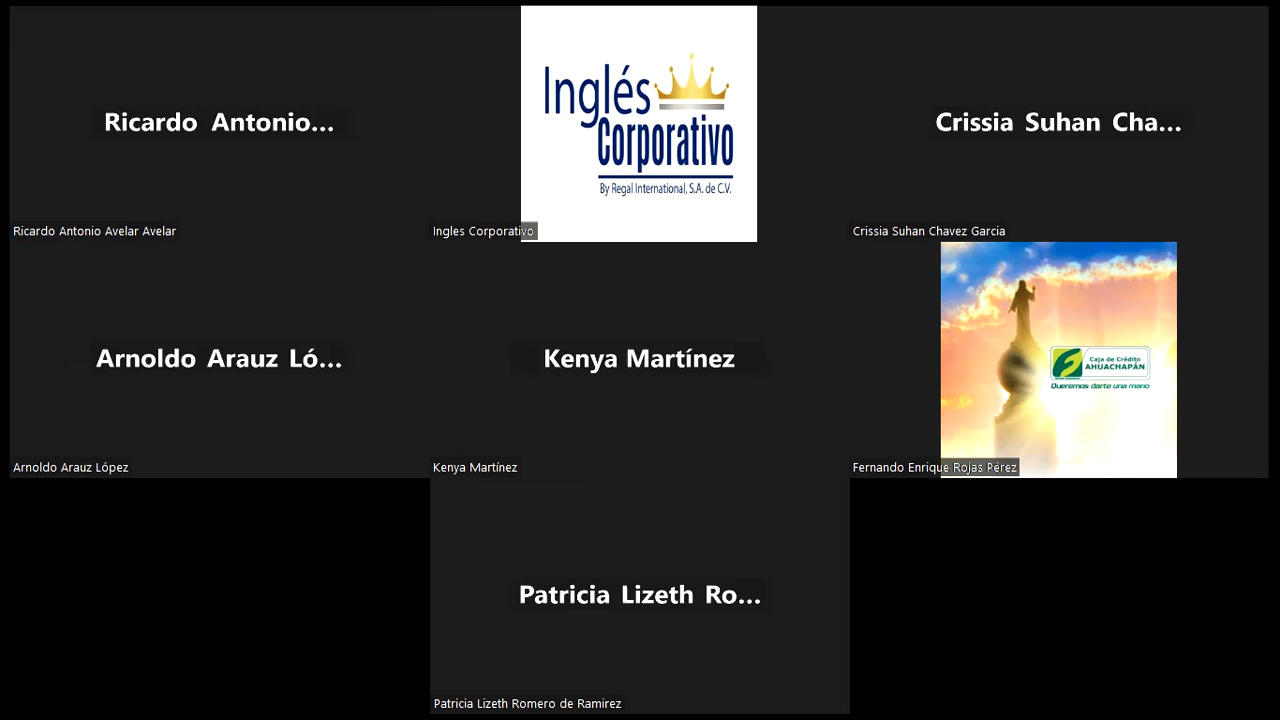 Ricardo Antonio...
Ricardo Antonio Avelar Avelar
Inglés
Corporativo
By Regal International, S.A. de C.V.
Ingles Corporativo
Crissia Suhan Cha...
Crissia Suhan Chavez Garcia
Arnoldo Arauz Ló...
Arnoldo Arauz López
Kenya Martínez
Kenya Martínez
Caja de Crédito
AHUACHAPÁN
Queremos darte una mano
Fernando Enrique Rojas Pérez
Patricia Lizeth Ro...
Patricia Lizeth Romero de Ramirez